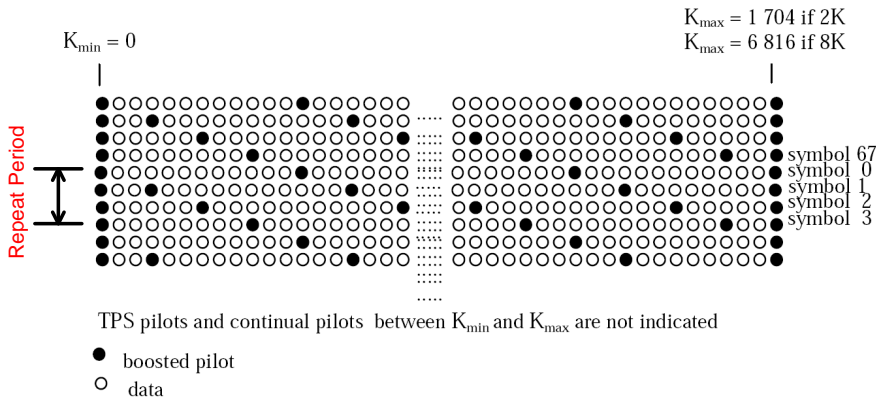 K_max = 1 704 if 2K
K_min = 0
K_max = 6 816 if 8K
Repeat Period
symbol 67
symbol 0
symbol 1
symbol 2
symbol 3
TPS pilots and continual pilots between K_min and K_max are not indicated
boosted pilot
data